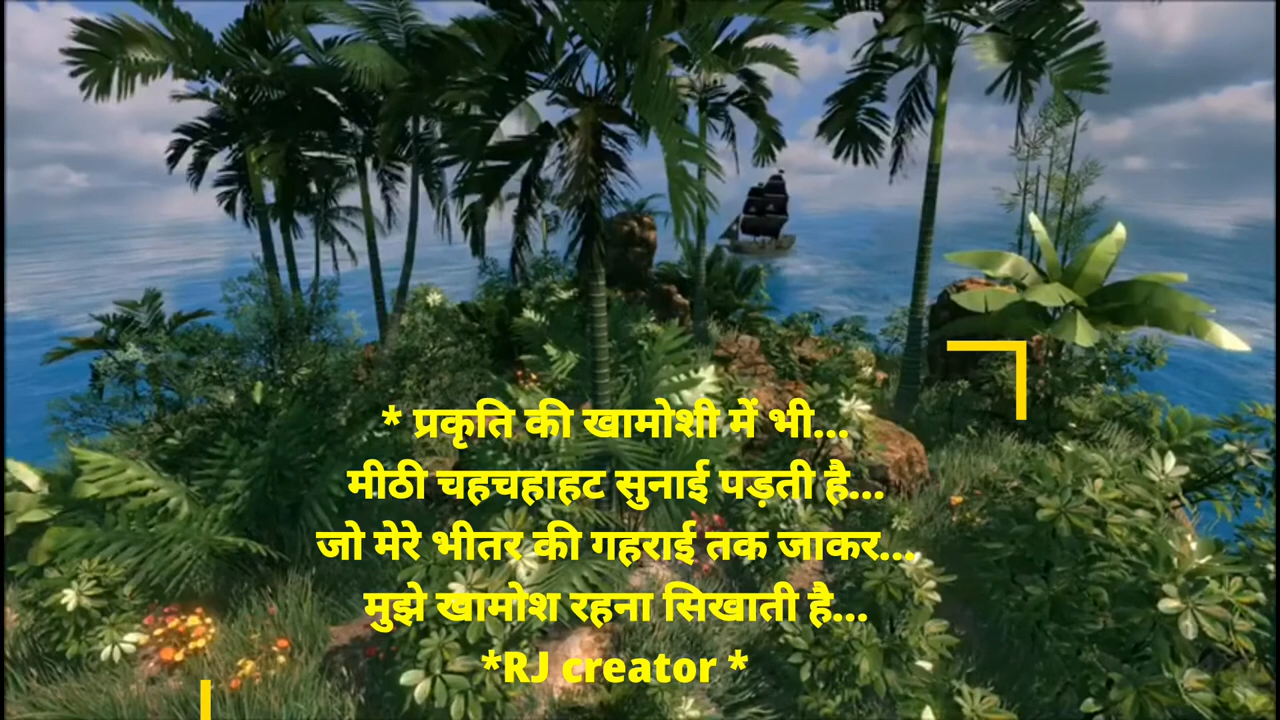 * प्रकृति की खामोशी में भी...
मीठी चहचहाहट सुनाई पड़ती है...
जो मेरे भीतर की गहराई तक जाकर...
मुझे खामोश रहना सिखाती है...
*RJ creator *